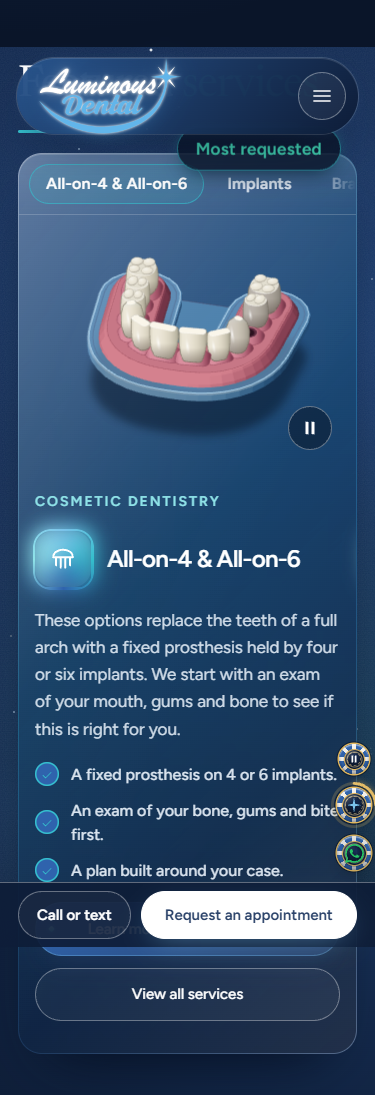 Luminous
Dental
Most requested
All-on-4 & All-on-6
Implants
COSMETIC DENTISTRY
All-on-4 & All-on-6
These options replace the teeth of a full
arch with a fixed prosthesis held by four
or six implants. We start with an exam
of your mouth, gums and bone to see if
this is right for you.
A fixed prosthesis on 4 or 6 implants.
An exam of your bone, gums and bite
first.
A plan built around your case.
Call or text
Request an appointment
View all services